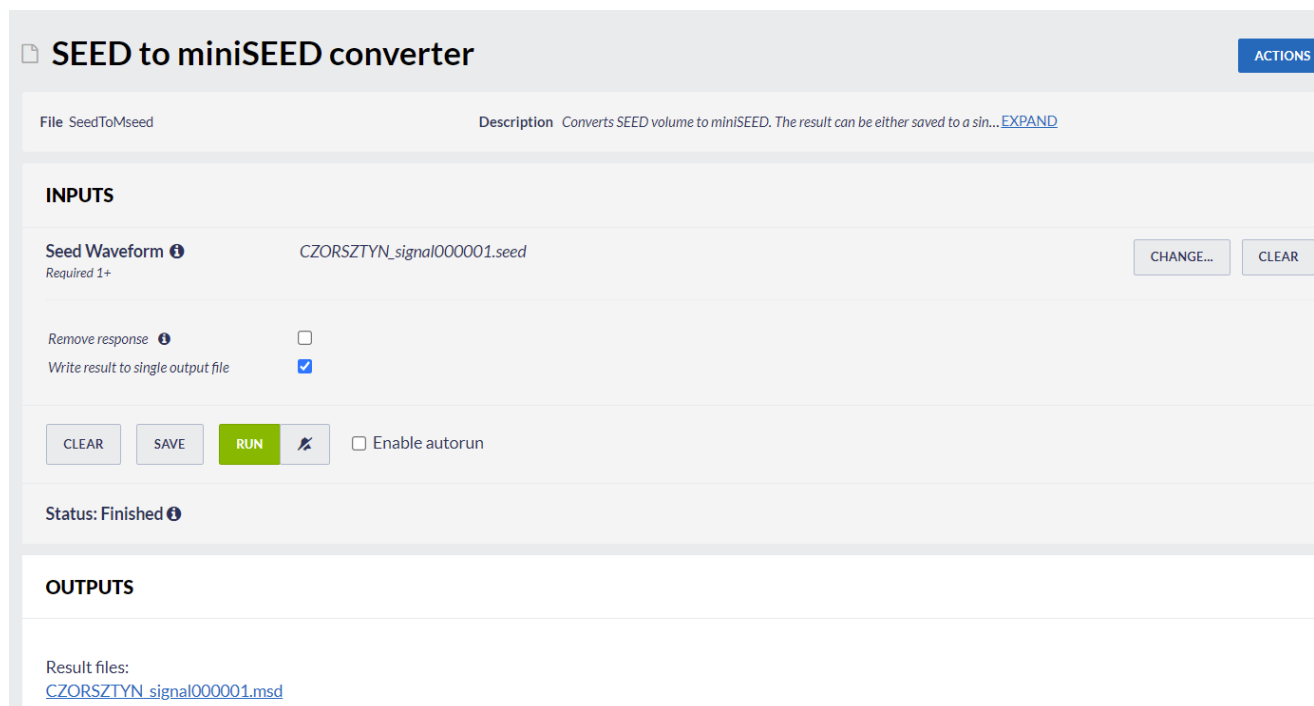 SEED to miniSEED converter
ACTIONS
File SeedToMseed
Description Converts SEED volume to miniSEED. The result can be either saved to a sin... EXPAND
INPUTS
Seed Waveform
CZORSZTYN_signal000001.seed
CHANGE...
CLEAR
Required 1+
Remove response
Write result to single output file
CLEAR
SAVE
RUN
Enable autorun
Status: Finished
OUTPUTS
Result files:
CZORSZTYN_signal000001.msd